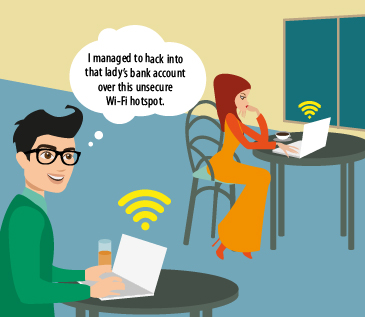 I managed to hack into
that lady's bank account
over this unsecure
Wi-Fi hotspot.